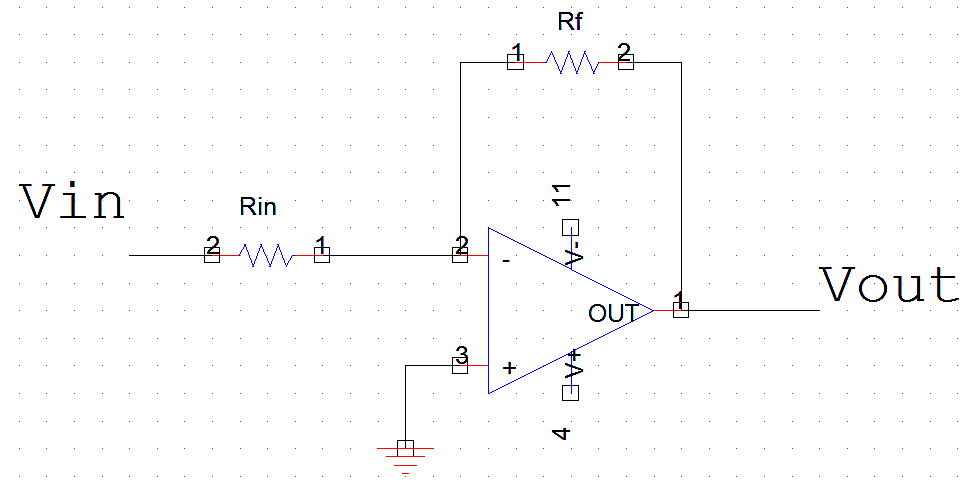 Rf
1 2
11
Vin
Rin
2 1 2
- V-
Vout
OUT 1
3
+ V+
4